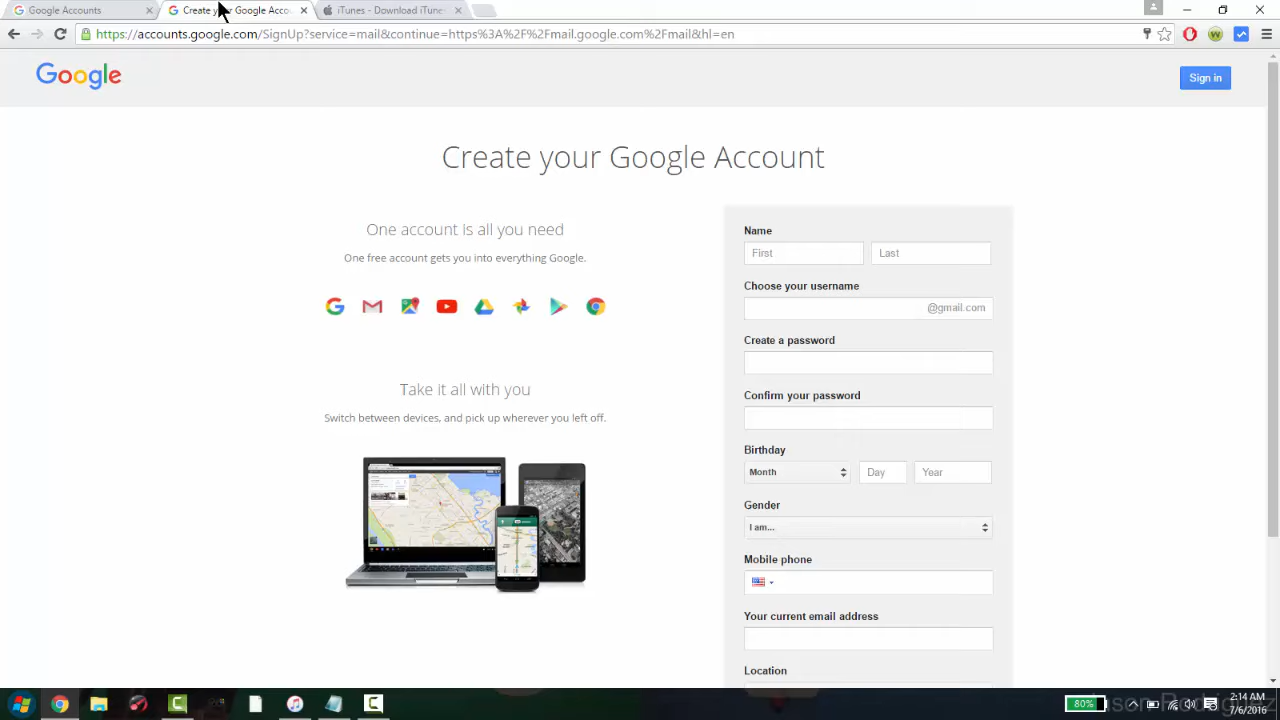 Google Accounts
Create your Google Acco
iTunes - Download iTune
https://accounts.google.com/SignUp?service=mail&continue=https%3A%2F%2Fmail.google.com%2Fmail&hl=en
Google
Sign in
Create your Google Account
One account is all you need
One free account gets you into everything Google.
Take it all with you
Switch between devices, and pick up wherever you left off.
Name
First
Last
Choose your username
@gmail.com
Create a password
Confirm your password
Birthday
Month
Day
Year
Gender
I am...
Mobile phone
Your current email address
Location
80%
2:14 AM
7/6/2016